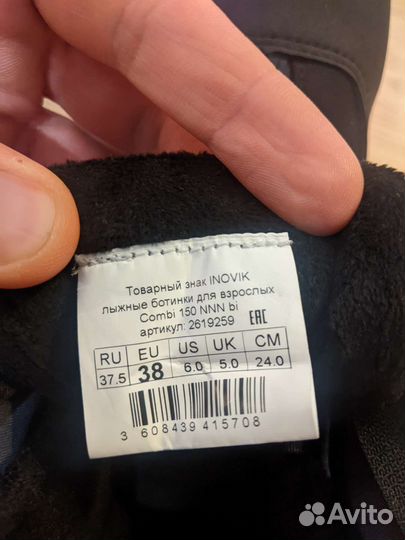 Товарный знак INOVIK
лыжные ботинки для взрослых
Combi 150 NNN bi
артикул: 2619259 EAC
RU EU US UK CM
37.5 38 6.0 5.0 24.0
3 608439 415708
Avito